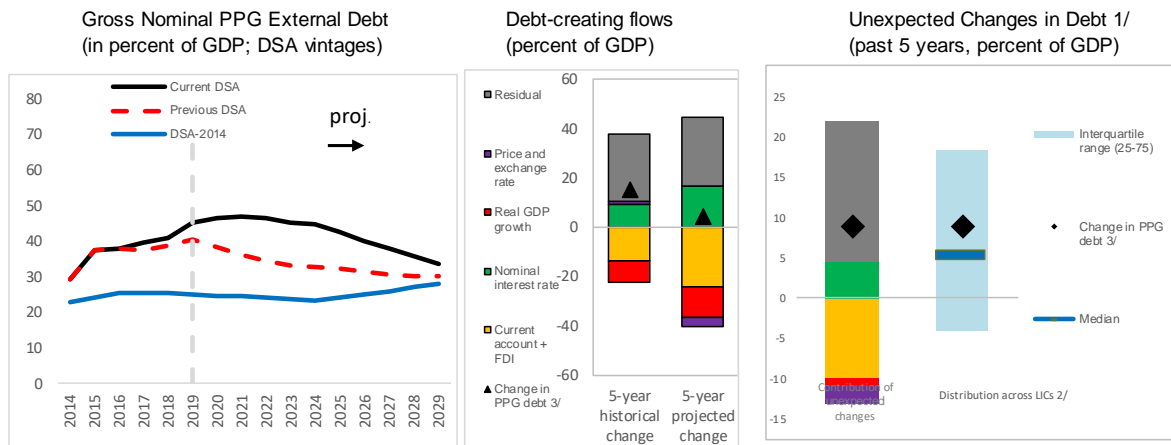 Gross Nominal PPG External Debt
(in percent of GDP; DSA vintages)
Current DSA
Previous DSA
DSA-2014
proj.
80
70
60
50
40
30
20
10
0
2014
2015
2016
2017
2018
2019
2020
2021
2022
2023
2024
2025
2026
2027
2028
2029
Debt-creating flows
(percent of GDP)
Residual
Price and
exchange rate
Real GDP
growth
Nominal
interest rate
Current
account +
FDI
Change in
PPG debt 3/
60
40
20
0
-20
-40
-60
5-year
historical
change
5-year
projected
change
Unexpected Changes in Debt 1/
(past 5 years, percent of GDP)
25
20
15
10
5
0
-5
-10
-15
Contribution of
unexpected
changes
Distribution across LICs 2/
Interquartile
range (25-75)
Change in PPG
debt 3/
Median